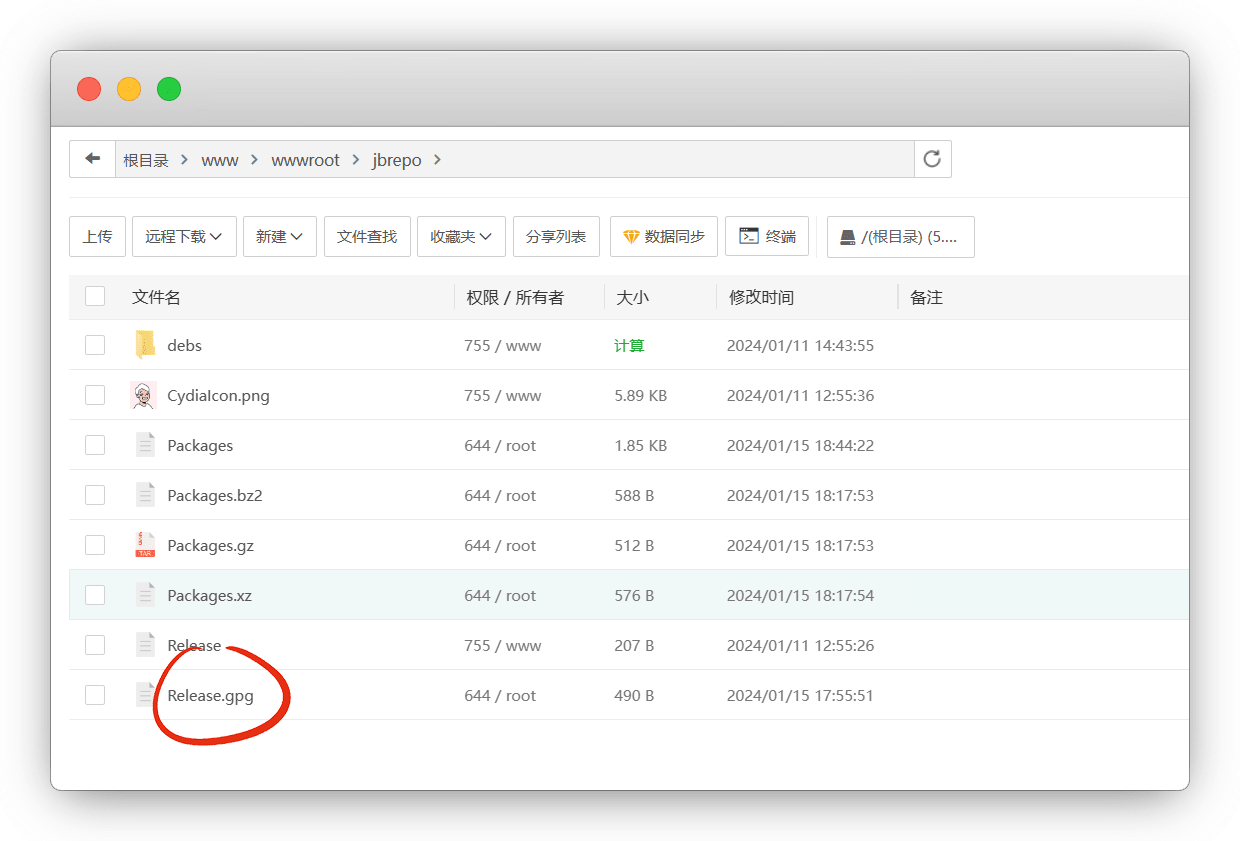 根目录 > www > wwwroot > jbrepo >
上传 远程下载 新建 文件查找 收藏夹 分享列表 数据同步 终端 /(根目录) (5....
文件名 权限 / 所有者 大小 修改时间 备注
debs 755 / www 计算 2024/01/11 14:43:55
CydiaIcon.png 755 / www 5.89 KB 2024/01/11 12:55:36
Packages 644 / root 1.85 KB 2024/01/15 18:44:22
Packages.bz2 644 / root 588 B 2024/01/15 18:17:53
TAR Packages.gz 644 / root 512 B 2024/01/15 18:17:53
Packages.xz 644 / root 576 B 2024/01/15 18:17:54
Release 755 / www 207 B 2024/01/11 12:55:26
Release.gpg 644 / root 490 B 2024/01/15 17:55:51